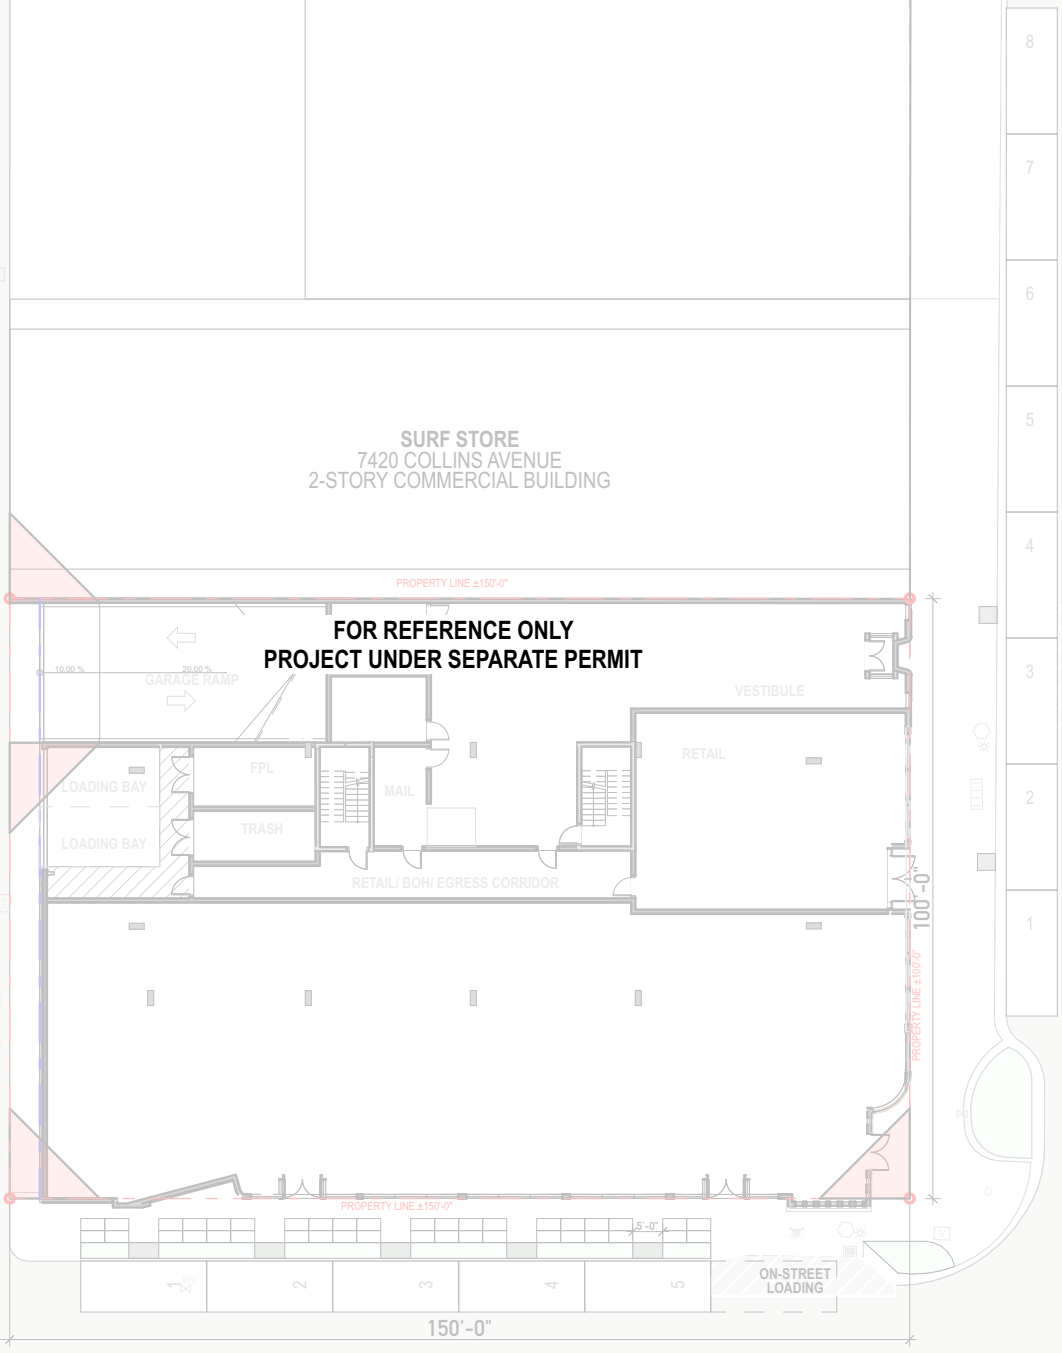 8
7
6
5
SURF STORE
7420 COLLINS AVENUE
2-STORY COMMERCIAL BUILDING
4
PROPERTY LINE ±150'-0"
FOR REFERENCE ONLY
PROJECT UNDER SEPARATE PERMIT
10.00 %
20.00 %
GARAGE RAMP
3
VESTIBULE
RETAIL
FPL
LOADING BAY
MAIL
2
TRASH
LOADING BAY
RETAIL/ BOH/ EGRESS CORRIDOR
100'-0"
1
PROPERTY LINE ±100'-0"
PROPERTY LINE ±150'-0"
5'-0"
1
WV
2
3
4
5
ON-STREET
LOADING
150'-0"